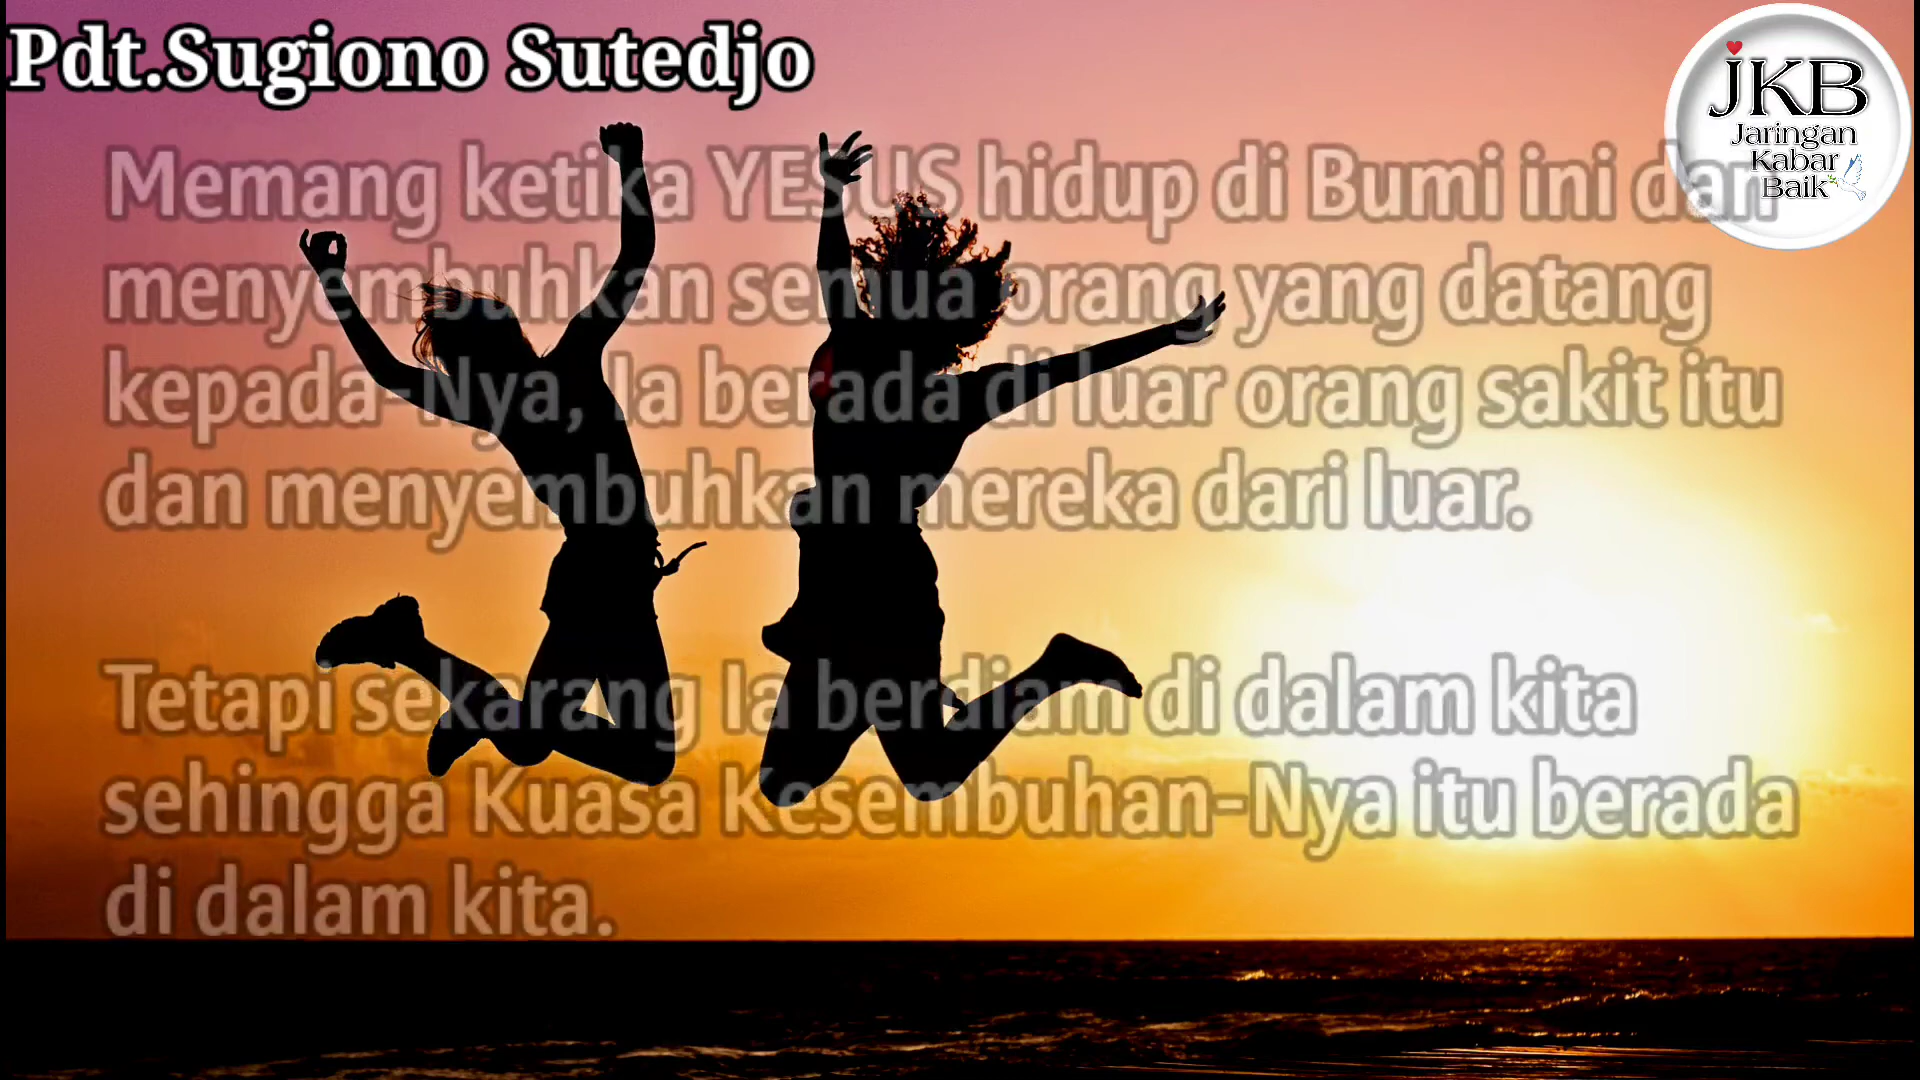 Pdt.Sugiono Sutedjo
JKB
Jaringan
Kabar
Baik
Memang ketika YESUS hidup di Bumi ini dan
menyembuhkan semua orang yang datang
kepada-Nya, Ia berada di luar orang sakit itu
dan menyembuhkan mereka dari luar.
Tetapi sekarang Ia berdiam di dalam kita
sehingga Kuasa Kesembuhan-Nya itu berada
di dalam kita.